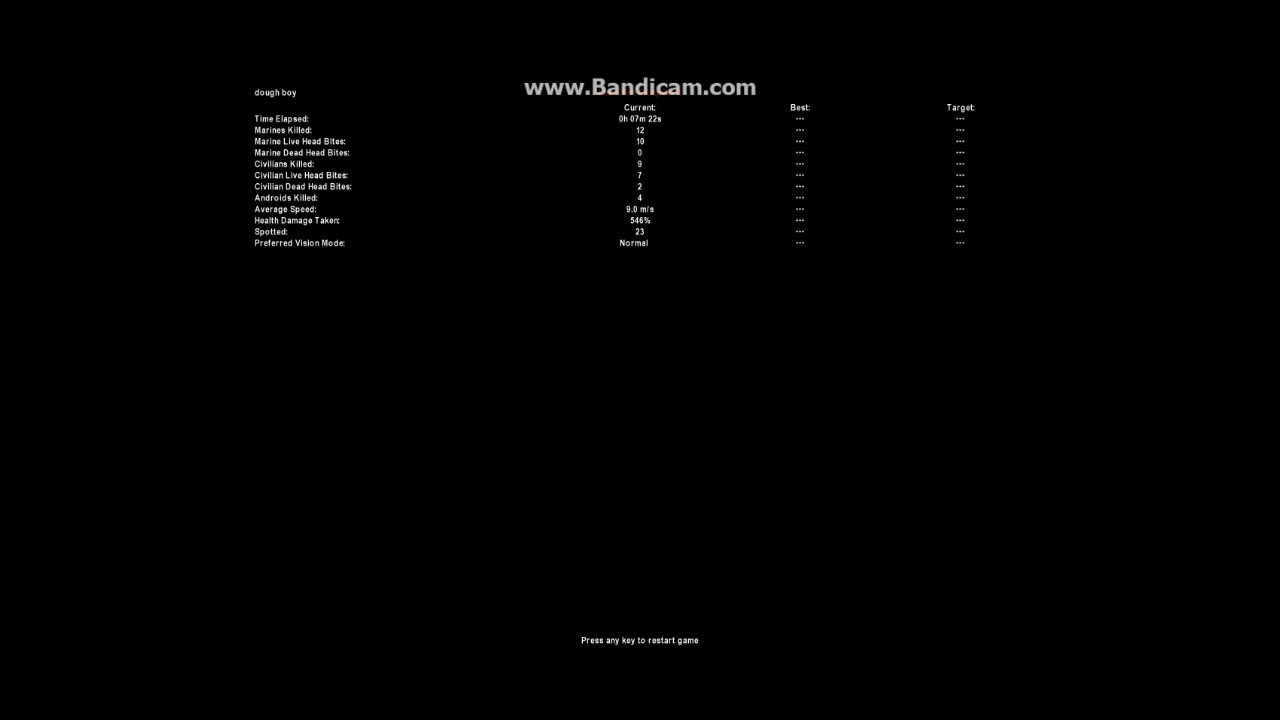 www.Bandicam.com
dough boy
Current: Best: Target:
Time Elapsed: 0h 07m 22s --- ---
Marines Killed: 12 --- ---
Marine Live Head Bites: 10 --- ---
Marine Dead Head Bites: 0 --- ---
Civilians Killed: 9 --- ---
Civilian Live Head Bites: 7 --- ---
Civilian Dead Head Bites: 2 --- ---
Androids Killed: 4 --- ---
Average Speed: 9.0 m/s --- ---
Health Damage Taken: 546% --- ---
Spotted: 23 --- ---
Preferred Vision Mode: Normal --- ---
Press any key to restart game